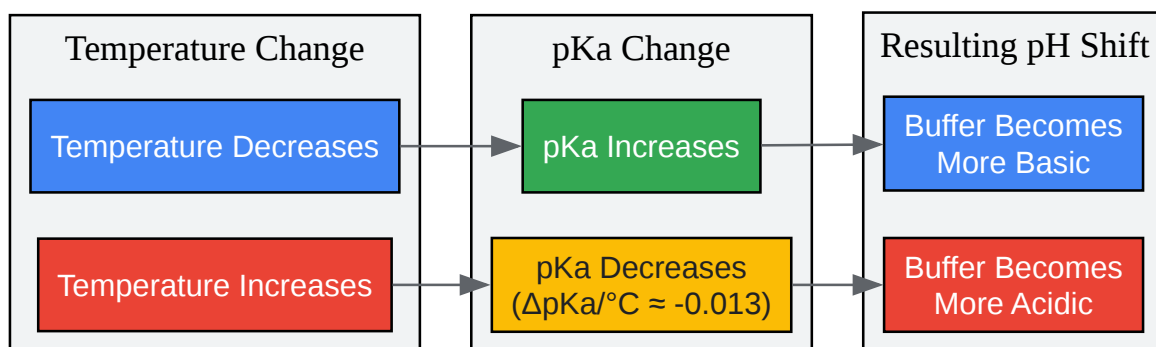 Temperature Change
Temperature Decreases
Temperature Increases
pKa Change
pKa Increases
pKa Decreases
(ΔpKa/°C ≈ -0.013)
Resulting pH Shift
Buffer Becomes
More Basic
Buffer Becomes
More Acidic